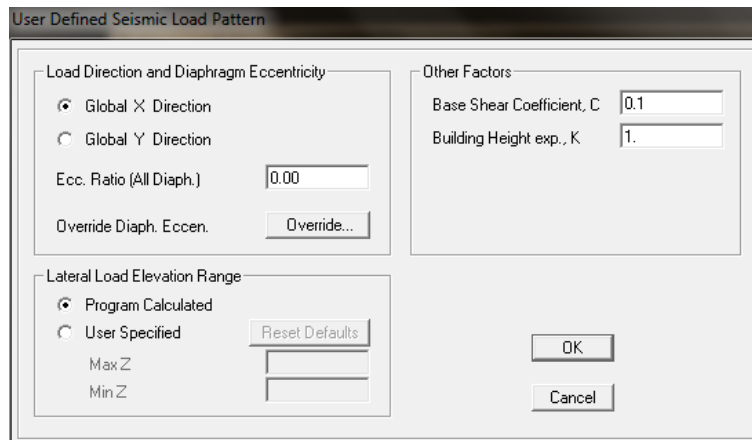 User Defined Seismic Load Pattern
Load Direction and Diaphragm Eccentricity
Global X Direction
Global Y Direction
Ecc. Ratio (All Diaph.) 0.00
Override Diaph. Eccen. Override...
Other Factors
Base Shear Coefficient, C 0.1
Building Height exp., K 1.
Lateral Load Elevation Range
Program Calculated
User Specified Reset Defaults
Max Z
Min Z
OK
Cancel